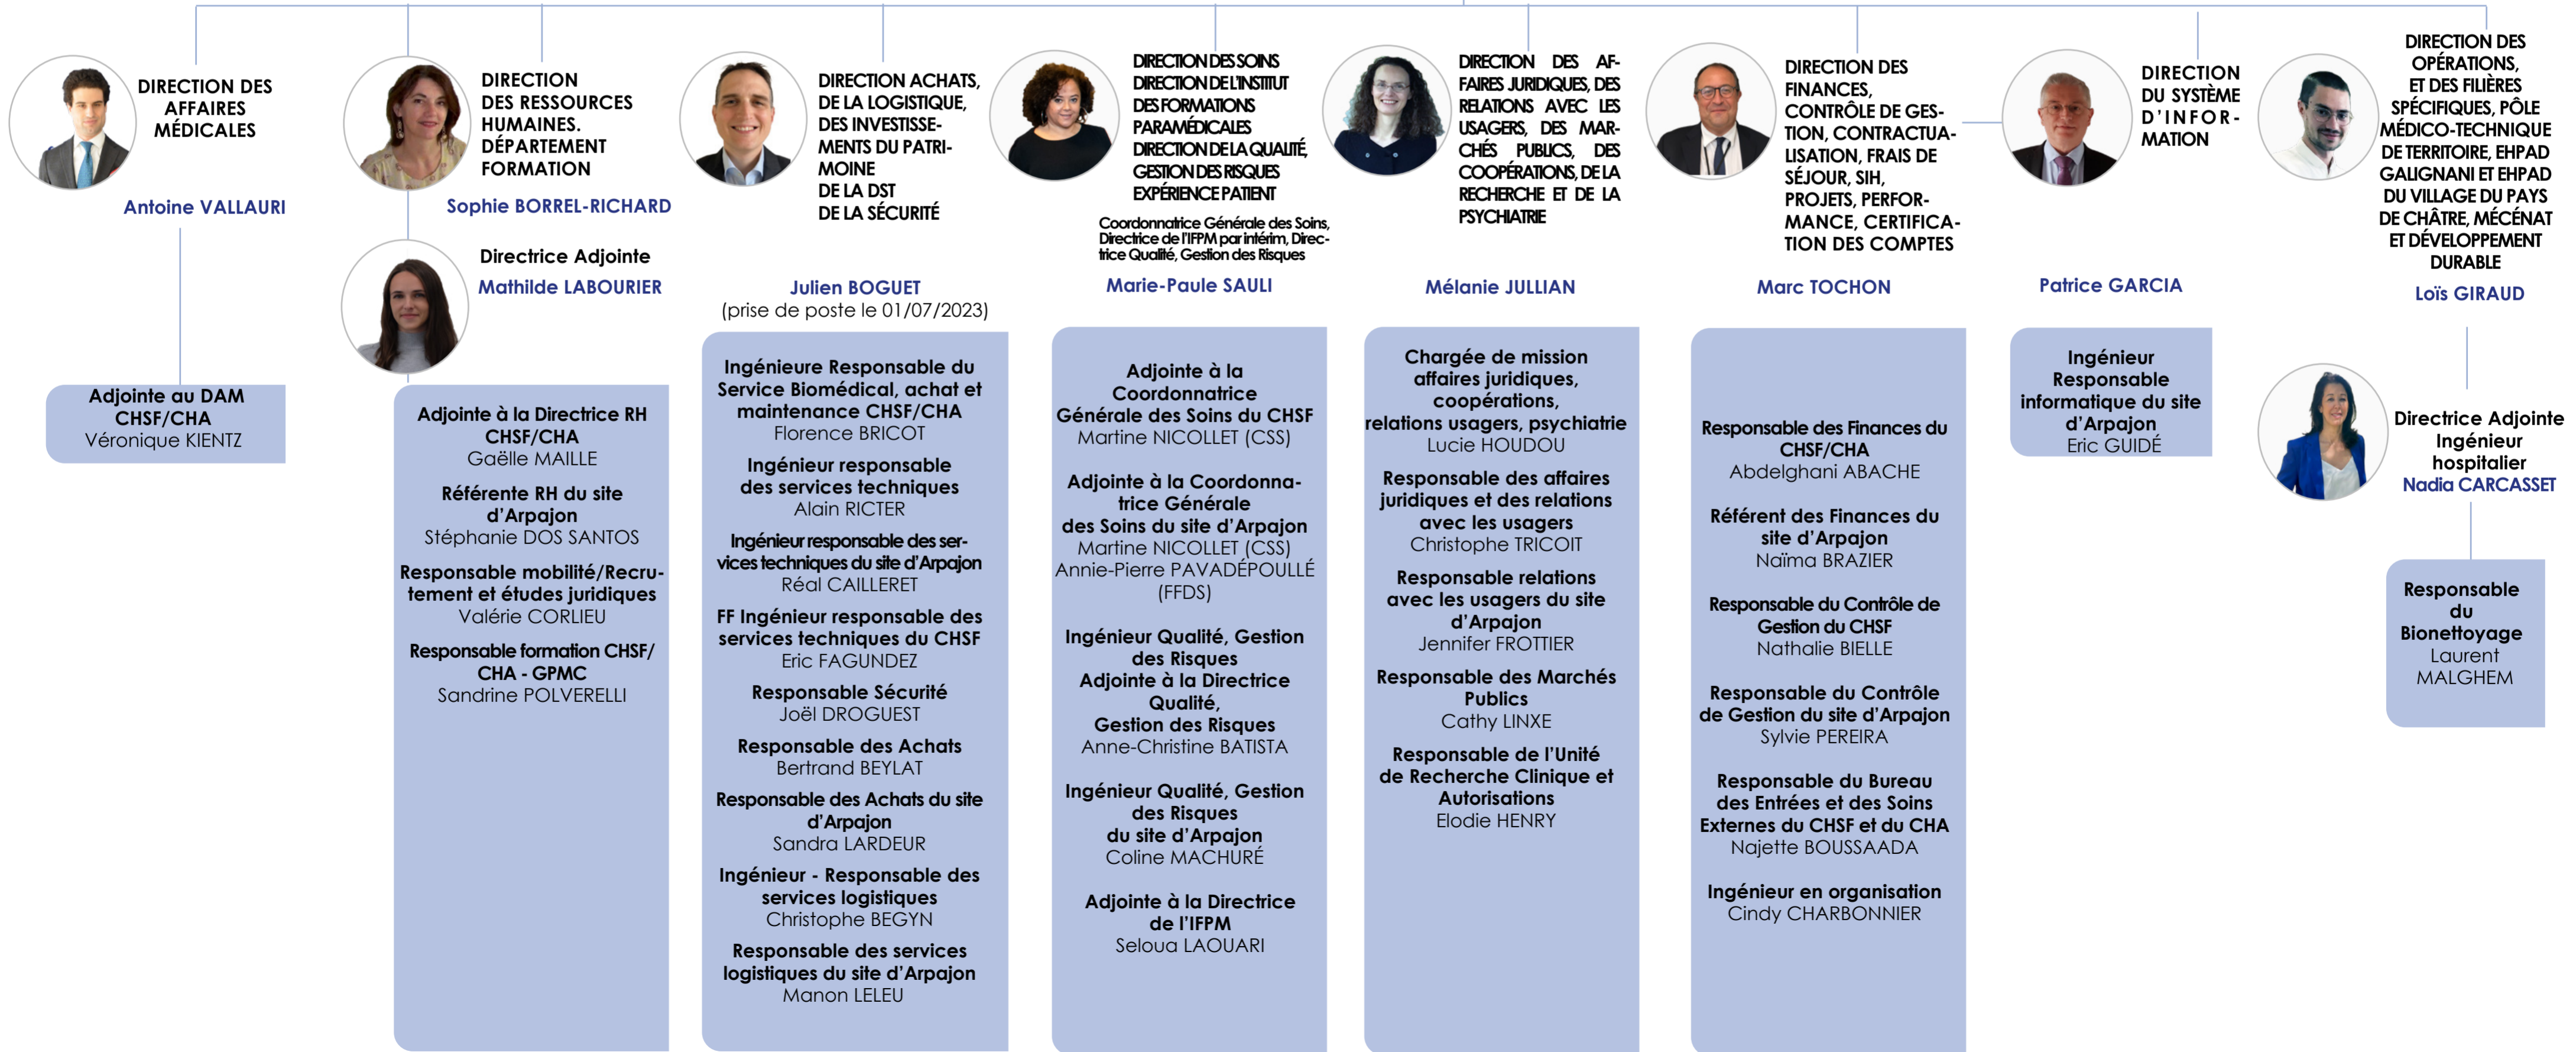 DIRECTION DES
AFFAIRES
MÉDICALES
Antoine VALLAURI
Adjointe au DAM
CHSF/CHA
Véronique KIENTZ
DIRECTION
DES RESSOURCES
HUMAINES.
DÉPARTEMENT
FORMATION
Sophie BORREL-RICHARD
Directrice Adjointe
Mathilde LABOURIER
Adjointe à la Directrice RH
CHSF/CHA
Gaëlle MAILLE
Référente RH du site
d'Arpajon
Stéphanie DOS SANTOS
Responsable mobilité/Recru-
tement et études juridiques
Valérie CORLIEU
Responsable formation CHSF/
CHA - GPMC
Sandrine POLVERELLI
DIRECTION ACHATS,
DE LA LOGISTIQUE,
DES INVESTISSE-
MENTS DU PATRI-
MOINE
DE LA DST
DE LA SÉCURITÉ
Julien BOGUET
(prise de poste le 01/07/2023)
Ingénieure Responsable du
Service Biomédical, achat et
maintenance CHSF/CHA
Florence BRICOT
Ingénieur responsable
des services techniques
Alain RICTER
Ingénieur responsable des ser-
vices techniques du site d'Arpajon
Réal CAILLERET
FF Ingénieur responsable des
services techniques du CHSF
Eric FAGUNDEZ
Responsable Sécurité
Joël DROGUEST
Responsable des Achats
Bertrand BEYLAT
Responsable des Achats du site
d'Arpajon
Sandra LARDEUR
Ingénieur - Responsable des
services logistiques
Christophe BEGYN
Responsable des services
logistiques du site d'Arpajon
Manon LELEU
DIRECTION DES SOINS
DIRECTION DE L'INSTITUT
DES FORMATIONS
PARAMÉDICALES
DIRECTION DE LA QUALITÉ,
GESTION DES RISQUES
EXPÉRIENCE PATIENT
Coordonnatrice Générale des Soins,
Directrice de l'IFPM par intérim, Direc-
trice Qualité, Gestion des Risques
Marie-Paule SAULI
Adjointe à la
Coordonnatrice
Générale des Soins du CHSF
Martine NICOLLET (CSS)
Adjointe à la Coordonna-
trice Générale
des Soins du site d'Arpajon
Martine NICOLLET (CSS)
Annie-Pierre PAVADÉPOULLÉ
(FFDS)
Ingénieur Qualité, Gestion
des Risques
Adjointe à la Directrice
Qualité,
Gestion des Risques
Anne-Christine BATISTA
Ingénieur Qualité, Gestion
des Risques
du site d'Arpajon
Coline MACHURÉ
Adjointe à la Directrice
de l'IFPM
Seloua LAOUARI
DIRECTION DES AF-
FAIRES JURIDIQUES, DES
RELATIONS AVEC LES
USAGERS, DES MAR-
CHÉS PUBLICS, DES
COOPÉRATIONS, DE LA
RECHERCHE ET DE LA
PSYCHIATRIE
Mélanie JULLIAN
Chargée de mission
affaires juridiques,
coopérations,
relations usagers, psychiatrie
Lucie HOUDOU
Responsable des affaires
juridiques et des relations
avec les usagers
Christophe TRICOIT
Responsable relations
avec les usagers du site
d'Arpajon
Jennifer FROTTIER
Responsable des Marchés
Publics
Cathy LINXE
Responsable de l'Unité
de Recherche Clinique et
Autorisations
Elodie HENRY
DIRECTION DES
FINANCES,
CONTRÔLE DE GES-
TION, CONTRACTUA-
LISATION, FRAIS DE
SÉJOUR, SIH,
PROJETS, PERFOR-
MANCE, CERTIFICA-
TION DES COMPTES
Marc TOCHON
Responsable des Finances du
CHSF/CHA
Abdelghani ABACHE
Référent des Finances du
site d'Arpajon
Naïma BRAZIER
Responsable du Contrôle de
Gestion du CHSF
Nathalie BIELLE
Responsable du Contrôle
de Gestion du site d'Arpajon
Sylvie PEREIRA
Responsable du Bureau
des Entrées et des Soins
Externes du CHSF et du CHA
Najette BOUSSAADA
Ingénieur en organisation
Cindy CHARBONNIER
DIRECTION
DU SYSTÈME
D'INFOR-
MATION
Patrice GARCIA
Ingénieur
Responsable
informatique du site
d'Arpajon
Eric GUIDÉ
DIRECTION DES
OPÉRATIONS,
ET DES FILIÈRES
SPÉCIFIQUES, PÔLE
MÉDICO-TECHNIQUE
DE TERRITOIRE, EHPAD
GALIGNANI ET EHPAD
DU VILLAGE DU PAYS
DE CHÂTRE, MÉCÉNAT
ET DÉVELOPPEMENT
DURABLE
Loïs GIRAUD
Directrice Adjointe
Ingénieur
hospitalier
Nadia CARCASSET
Responsable
du
Bionettoyage
Laurent
MALGHEM